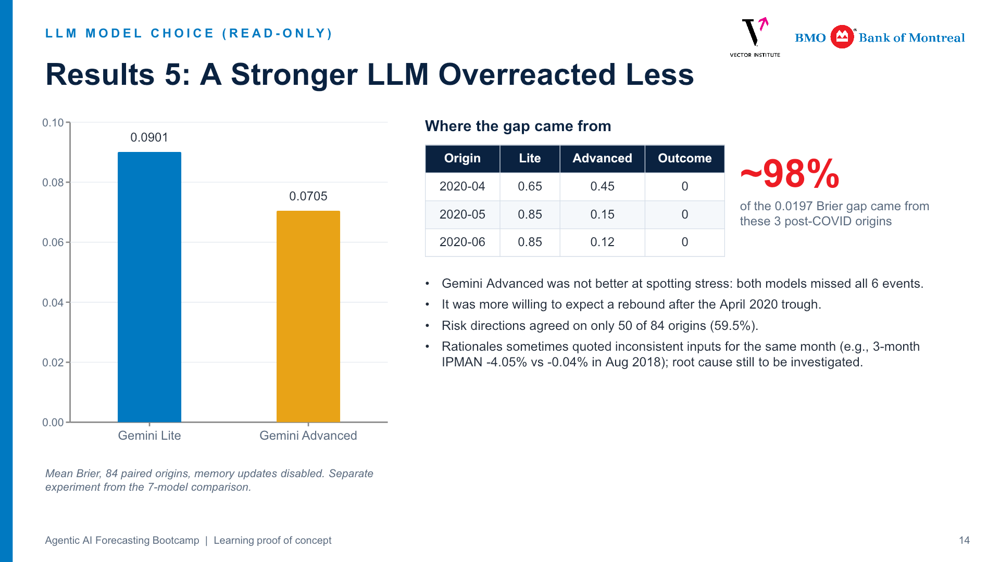 LLM MODEL CHOICE (READ-ONLY)
VECTOR INSTITUTE
BMO Bank of Montreal
®
Results 5: A Stronger LLM Overreacted Less
0.10
0.08
0.06
0.04
0.02
0.00
0.0901
0.0705
Gemini Lite
Gemini Advanced
Mean Brier, 84 paired origins, memory updates disabled. Separate
experiment from the 7-model comparison.
Where the gap came from
Origin Lite Advanced Outcome
2020-04 0.65 0.45 0
2020-05 0.85 0.15 0
2020-06 0.85 0.12 0
~98%
of the 0.0197 Brier gap came from
these 3 post-COVID origins
• Gemini Advanced was not better at spotting stress: both models missed all 6 events.
• It was more willing to expect a rebound after the April 2020 trough.
• Risk directions agreed on only 50 of 84 origins (59.5%).
• Rationales sometimes quoted inconsistent inputs for the same month (e.g., 3-month
IPMAN -4.05% vs -0.04% in Aug 2018); root cause still to be investigated.
Agentic AI Forecasting Bootcamp | Learning proof of concept
14